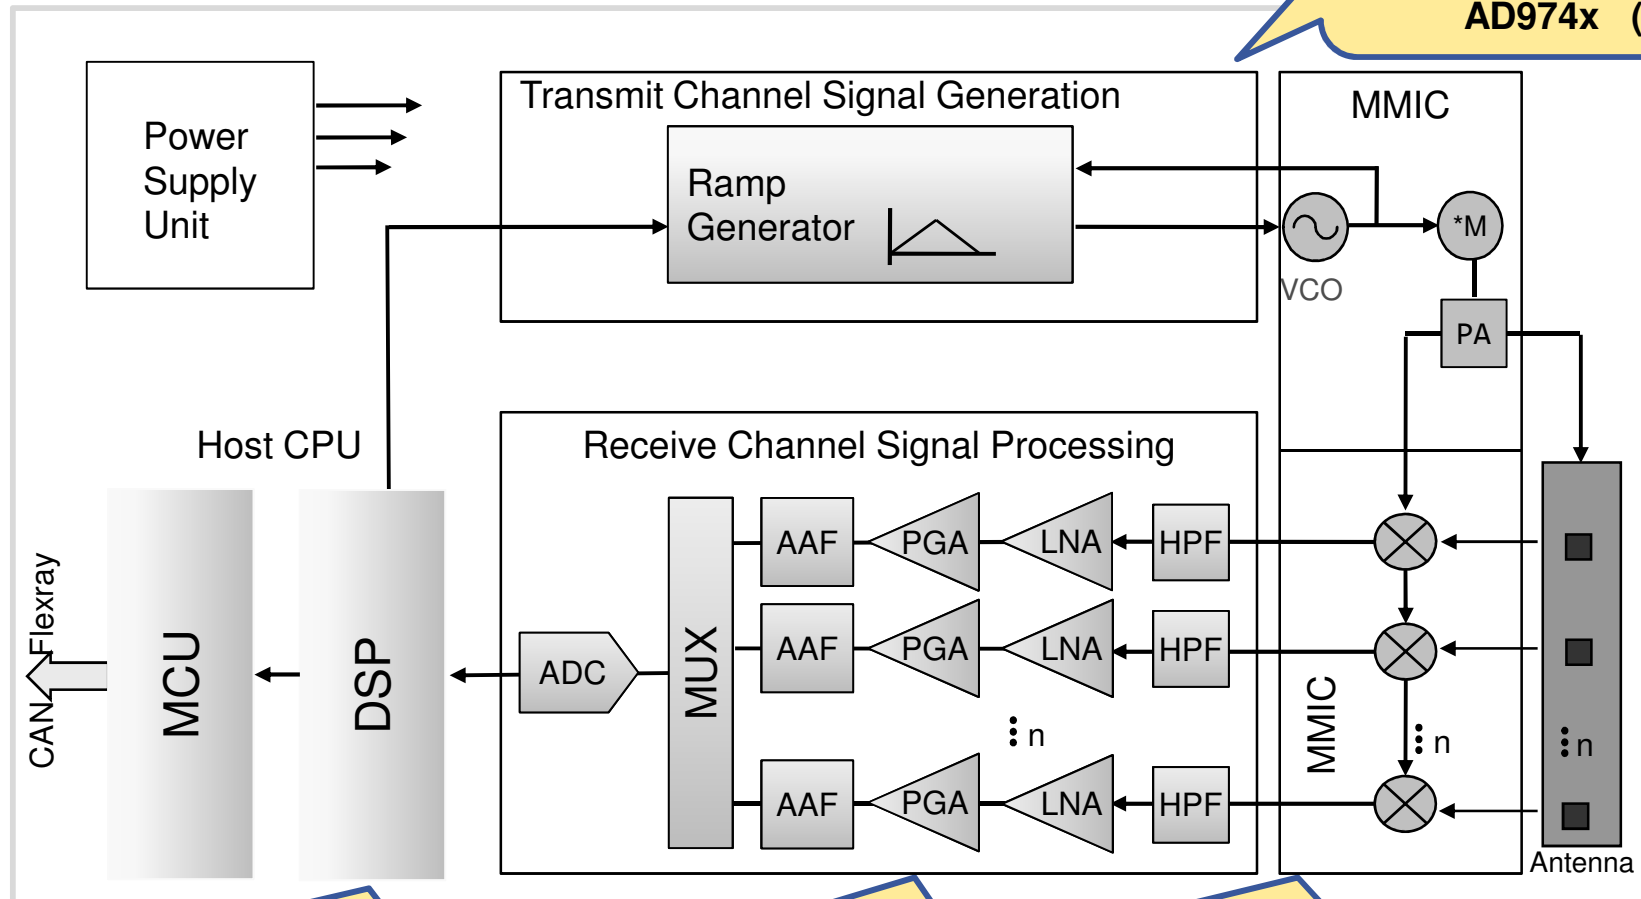 AD974x (
Transmit Channel Signal Generation
MMIC
Power
Supply
Unit
Ramp
Generator
*M
VCO
PA
Host CPU
Receive Channel Signal Processing
AAF
PGA
LNA
HPF
CAN Flexray
MCU
DSP
ADC
MUX
AAF
PGA
LNA
HPF
MMIC
n
n
n
AAF
PGA
LNA
HPF
Antenna